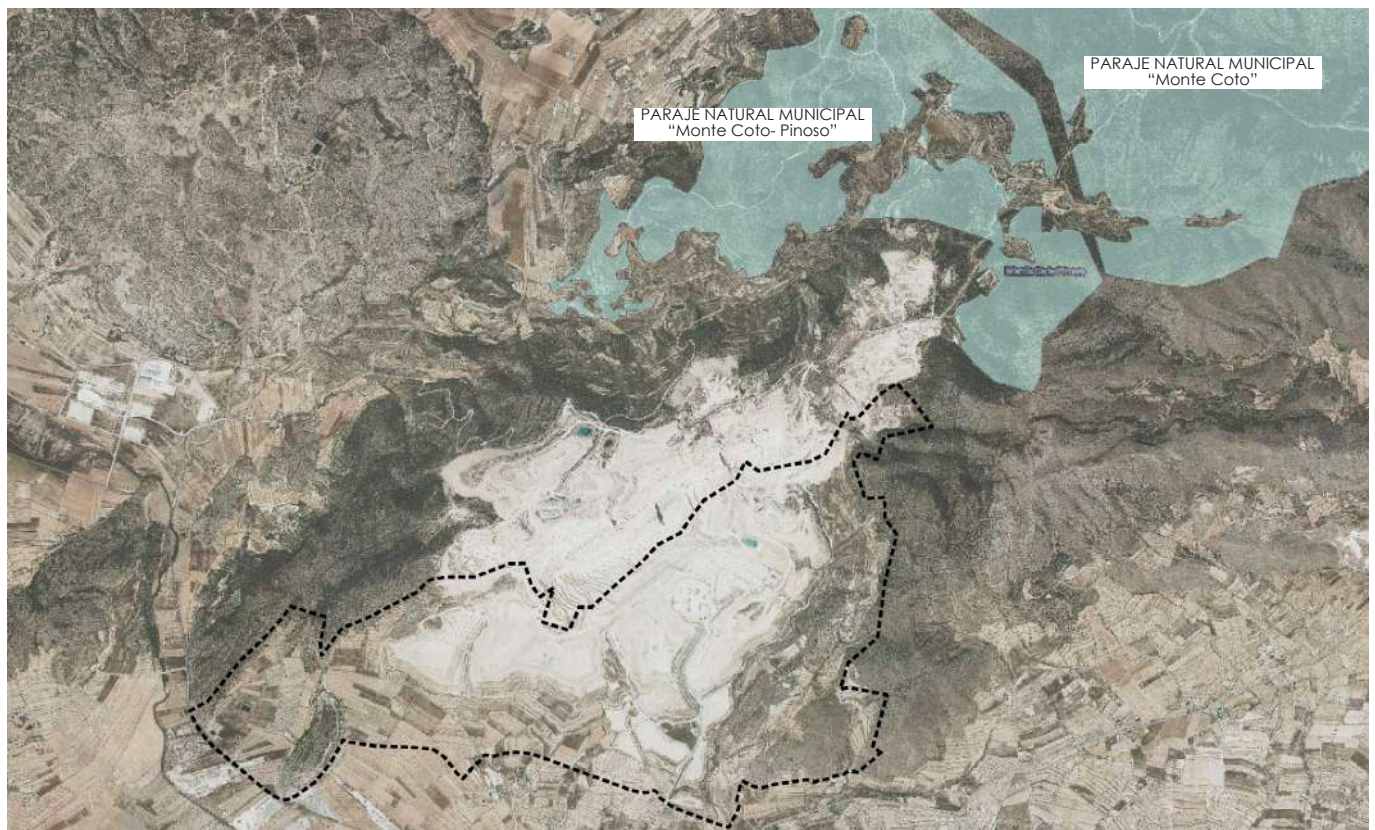 PARAJE NATURAL MUNICIPAL
“Monte Coto”
PARAJE NATURAL MUNICIPAL
“Monte Coto- Pinoso”